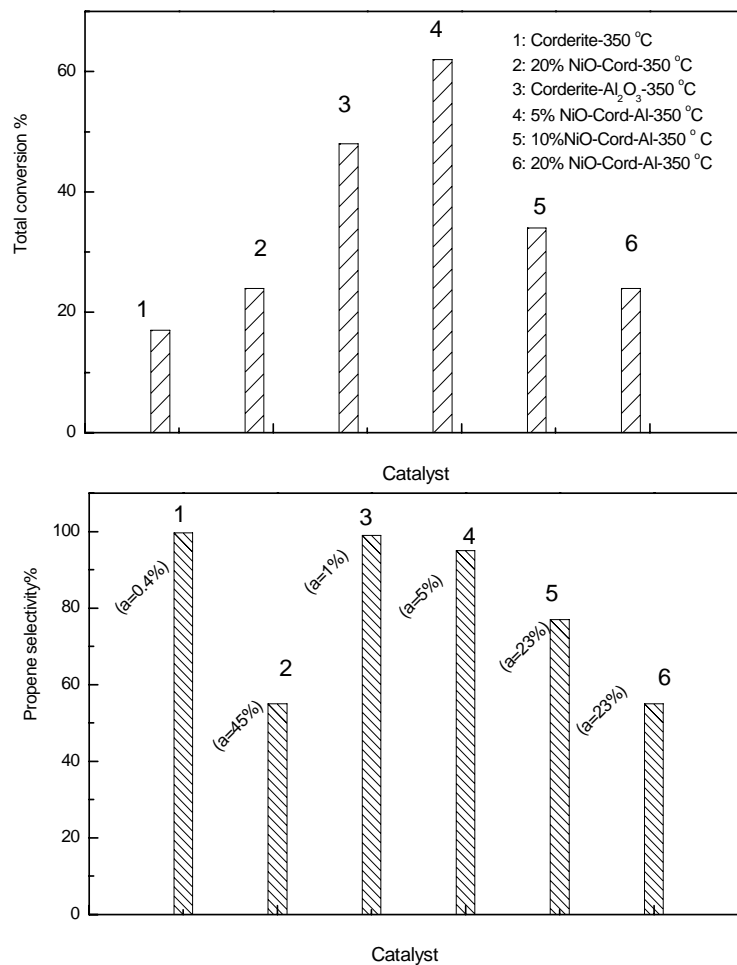 Total conversion %
60
40
20
0
1
2
3
4
5
6
1: Corderite-350 °C
2: 20% NiO-Cord-350 °C
3: Corderite-Al₂O₃-350 °C
4: 5% NiO-Cord-Al-350 °C
5: 10%NiO-Cord-Al-350 ° C
6: 20% NiO-Cord-Al-350 °C
Catalyst
Propene selectivity%
100
80
60
40
20
0
1
(a=0.4%)
2
(a=45%)
3
(a=1%)
4
(a=5%)
5
(a=23%)
6
(a=23%)
Catalyst